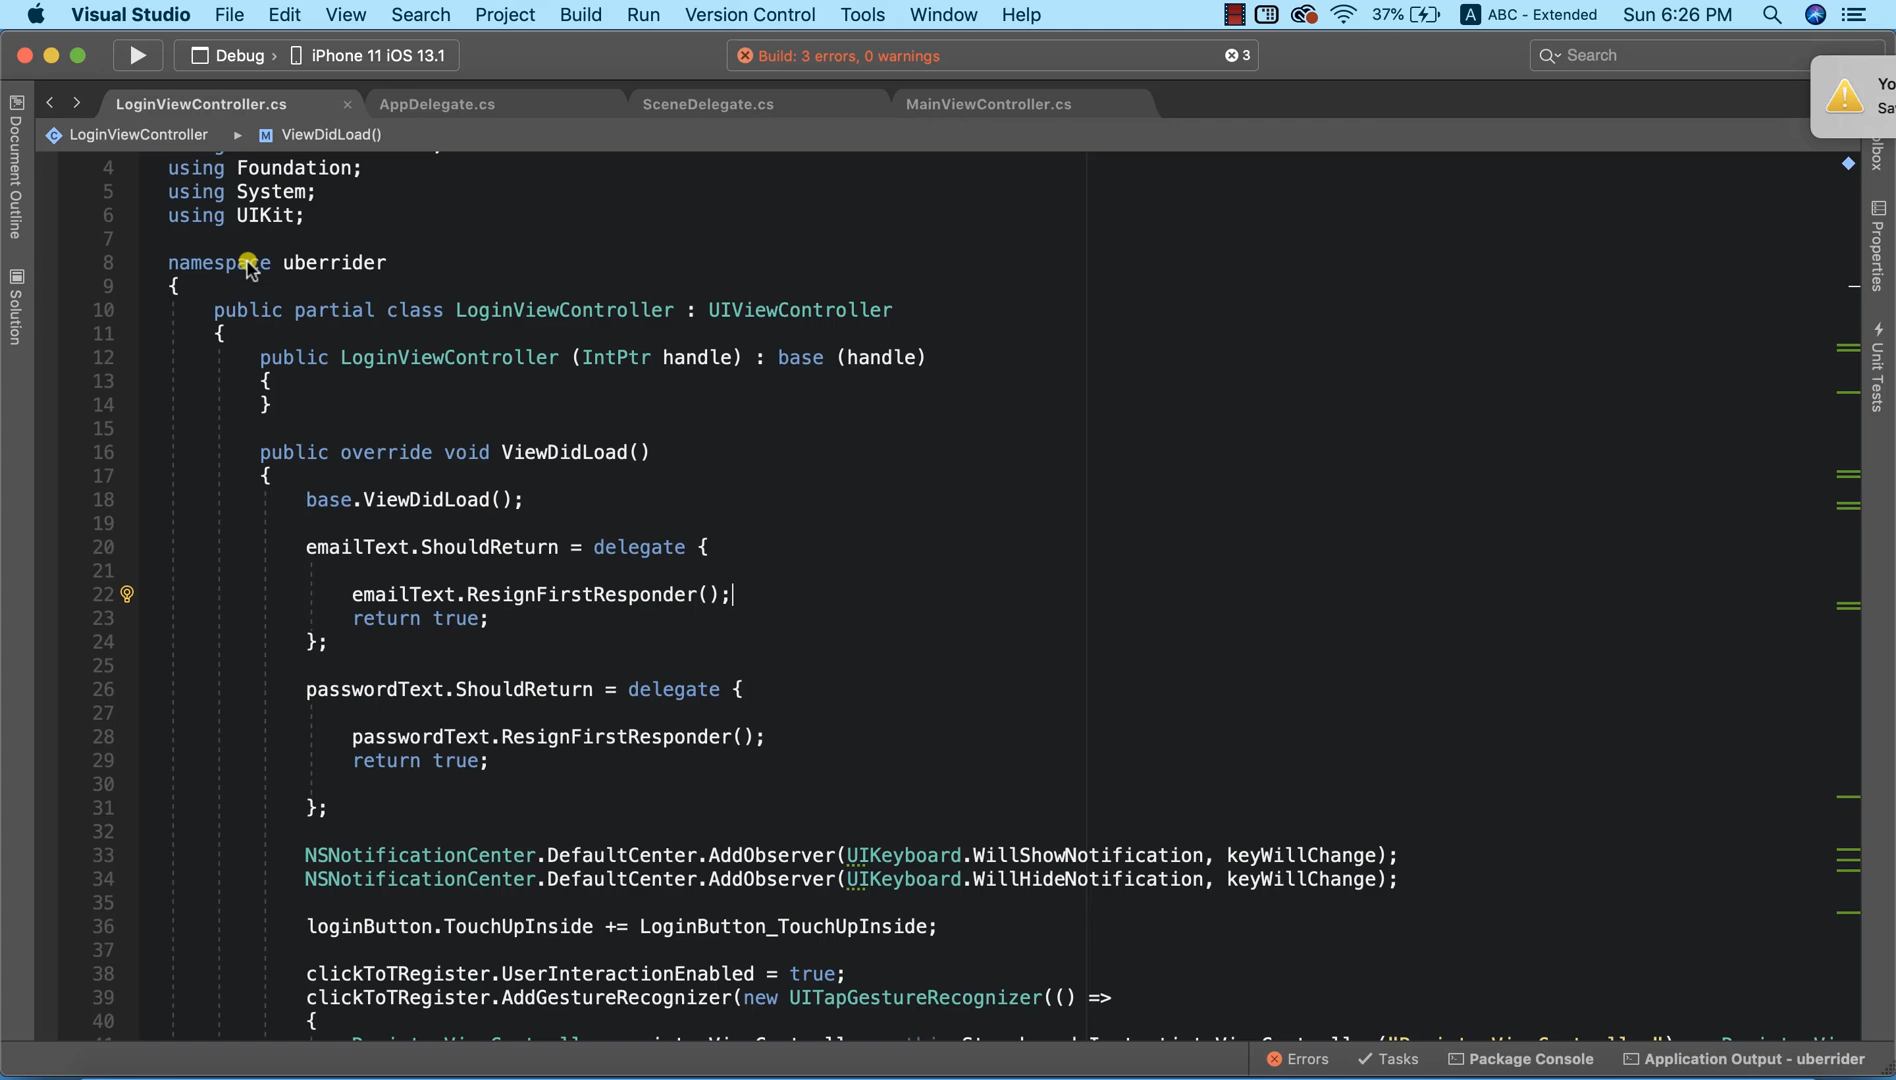 Visual Studio File Edit View Search Project Build Run Version Control Tools Window Help 37% A ABC - Extended Sun 6:26 PM
Debug › iPhone 11 iOS 13.1 Build: 3 errors, 0 warnings 3 Search
LoginViewController.cs × AppDelegate.cs SceneDelegate.cs MainViewController.cs
LoginViewController ▸ M ViewDidLoad()
Document Outline
Solution
Properties
Unit Tests
4 using Foundation;
5 using System;
6 using UIKit;
7
8 namespace uberrider
9 {
10 public partial class LoginViewController : UIViewController
11 {
12 public LoginViewController (IntPtr handle) : base (handle)
13 {
14 }
15
16 public override void ViewDidLoad()
17 {
18 base.ViewDidLoad();
19
20 emailText.ShouldReturn = delegate {
21
22 emailText.ResignFirstResponder();
23 return true;
24 };
25
26 passwordText.ShouldReturn = delegate {
27
28 passwordText.ResignFirstResponder();
29 return true;
30
31 };
32
33 NSNotificationCenter.DefaultCenter.AddObserver(UIKeyboard.WillShowNotification, keyWillChange);
34 NSNotificationCenter.DefaultCenter.AddObserver(UIKeyboard.WillHideNotification, keyWillChange);
35
36 loginButton.TouchUpInside += LoginButton_TouchUpInside;
37
38 clickToTRegister.UserInteractionEnabled = true;
39 clickToTRegister.AddGestureRecognizer(new UITapGestureRecognizer(() =>
40 {
Errors Tasks Package Console Application Output - uberrider